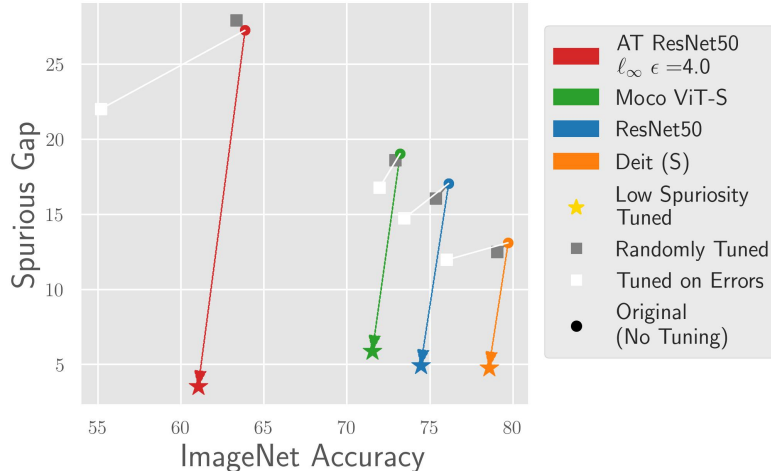 Spurious Gap
25
20
15
10
5
55
60
65
70
75
80
ImageNet Accuracy
AT ResNet50
ℓ∞ ϵ =4.0
Moco ViT-S
ResNet50
Deit (S)
Low Spuriosity
Tuned
Randomly Tuned
Tuned on Errors
Original
(No Tuning)